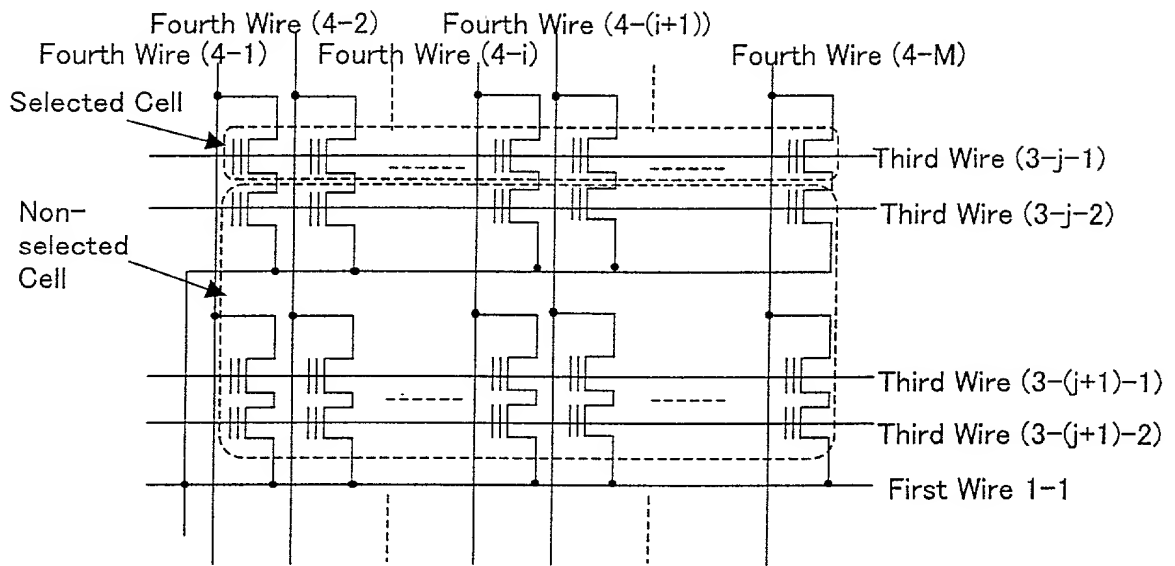 Fourth Wire (4-2) Fourth Wire (4-(i+1))
Fourth Wire (4-1) Fourth Wire (4-i) Fourth Wire (4-M)
Selected Cell
Third Wire (3-j-1)
Third Wire (3-j-2)
Non-
selected
Cell
Third Wire (3-(j+1)-1)
Third Wire (3-(j+1)-2)
First Wire 1-1